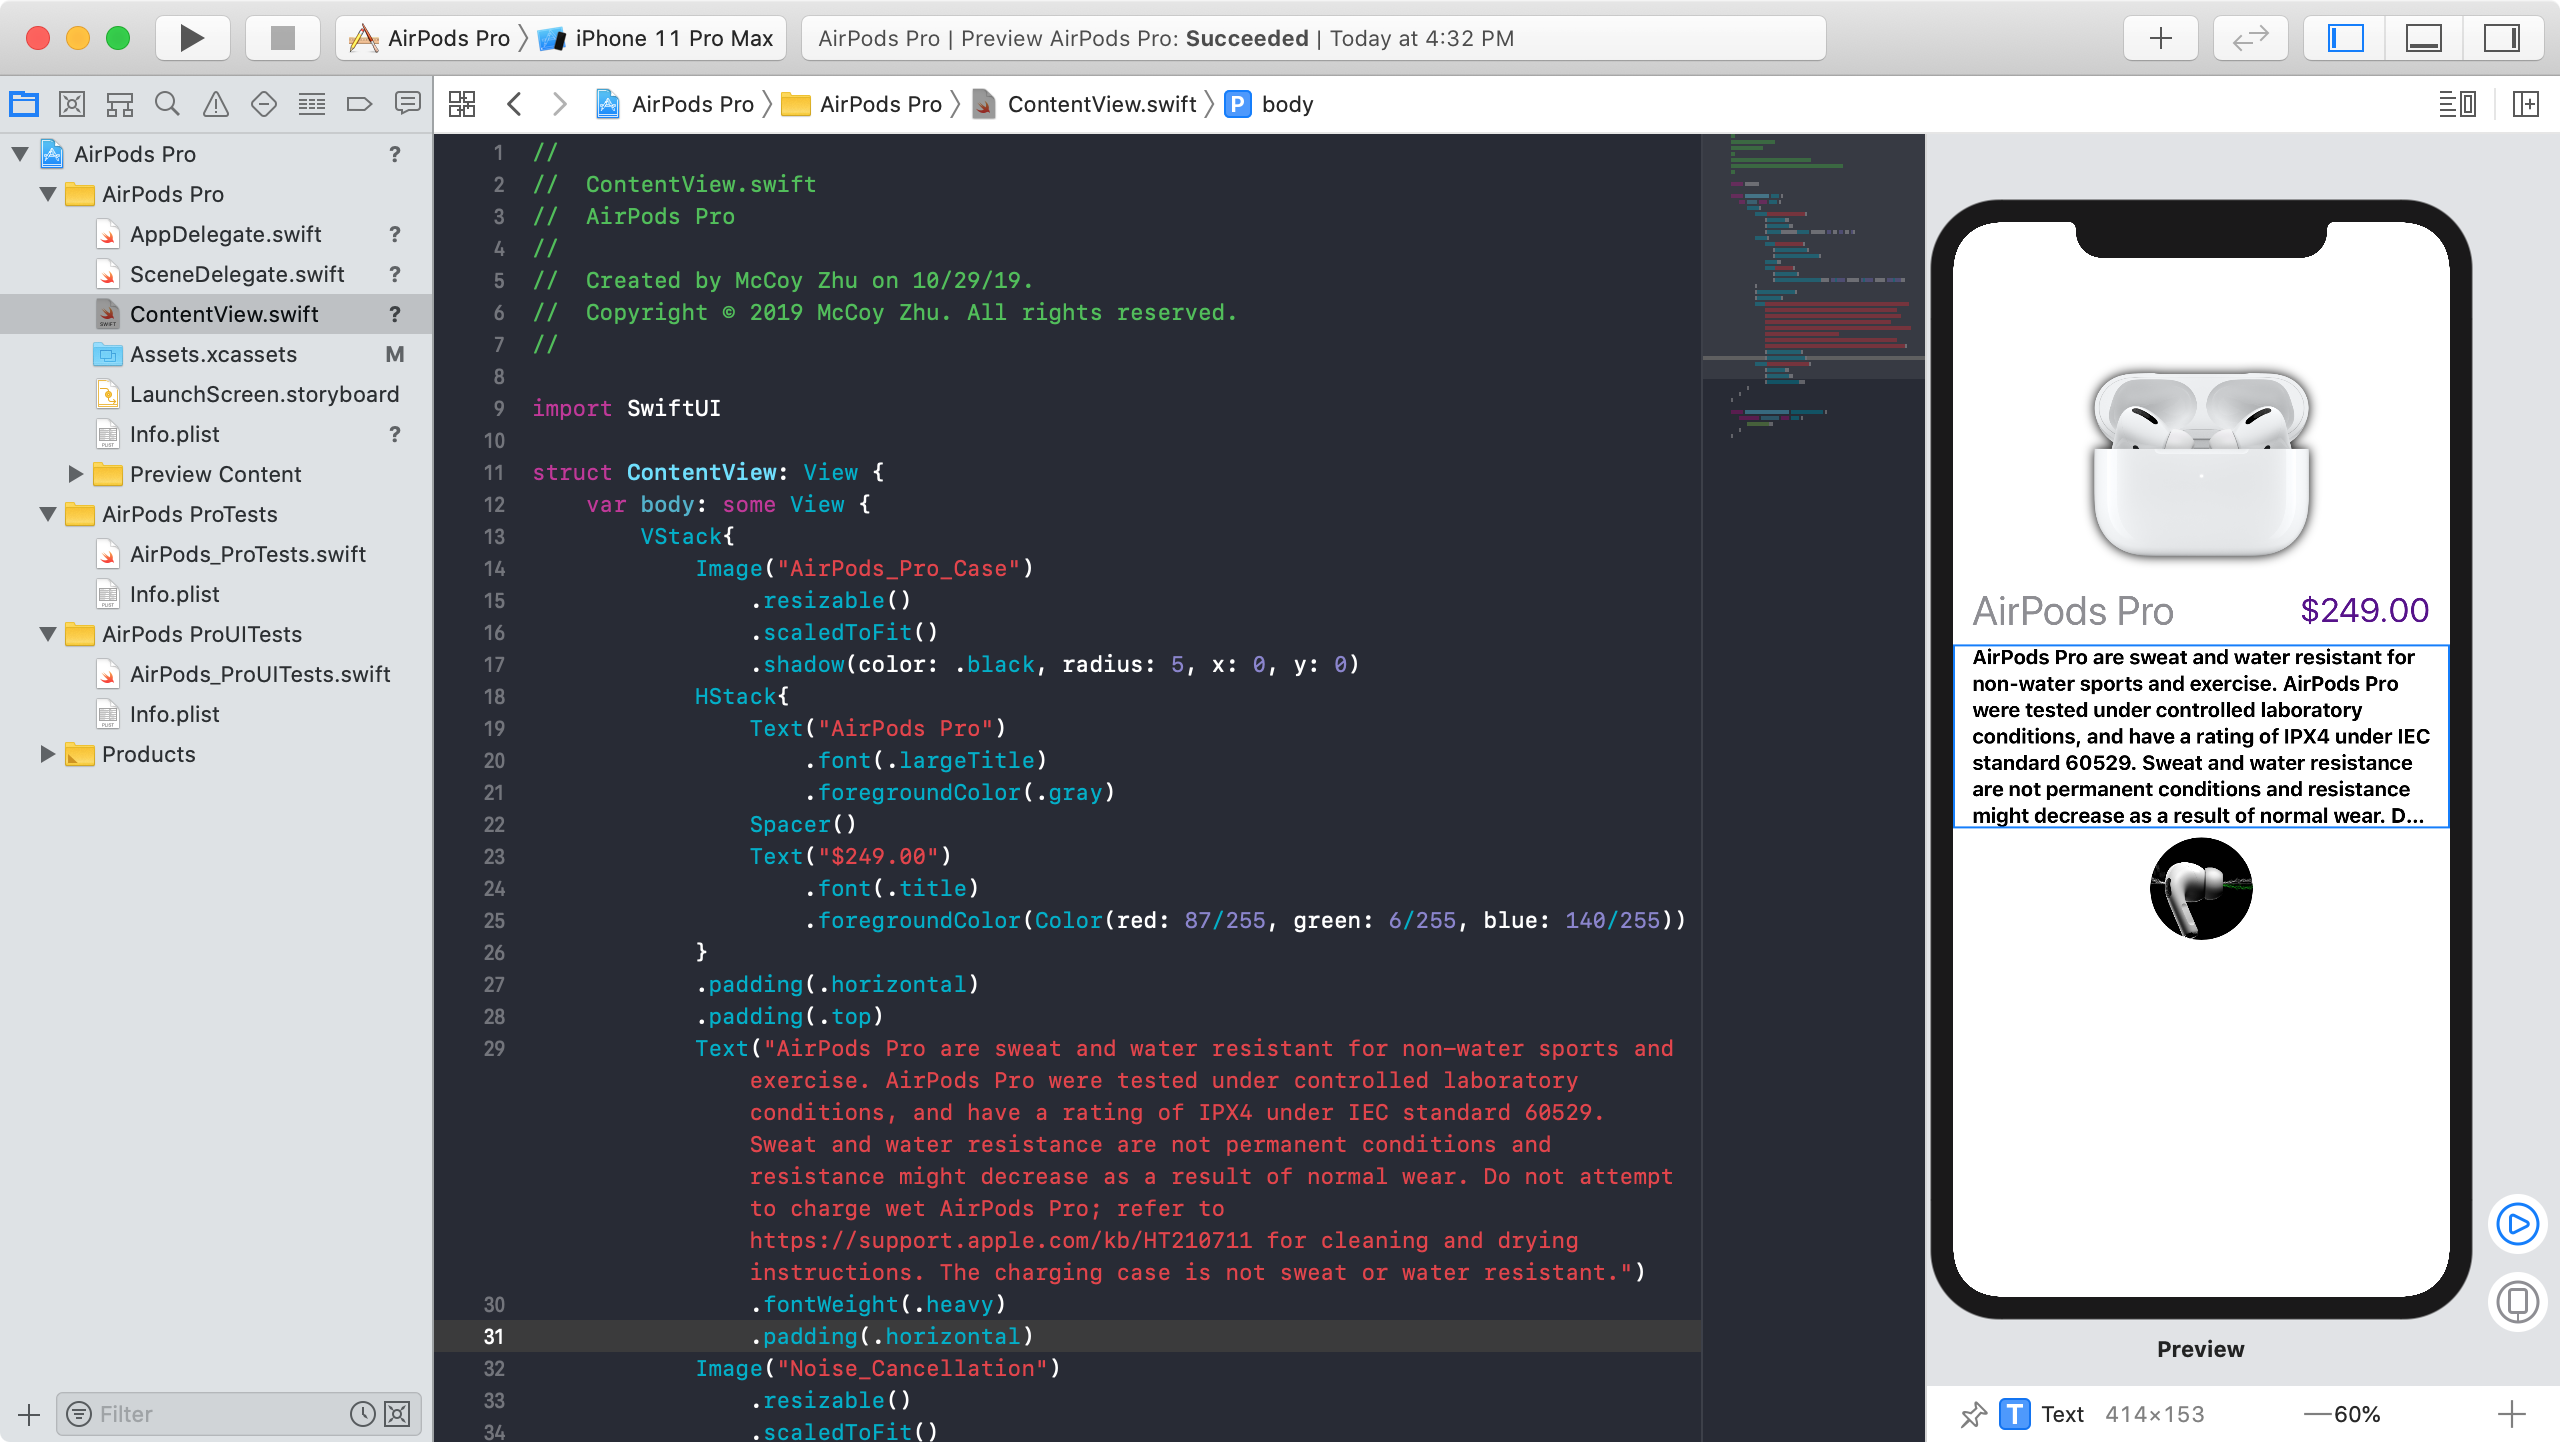 AirPods Pro
iPhone 11 Pro Max
AirPods Pro | Preview AirPods Pro: Succeeded | Today at 4:32 PM
AirPods Pro
AirPods Pro
ContentView.swift
P
body
AirPods Pro ?
AirPods Pro
AppDelegate.swift ?
SceneDelegate.swift ?
ContentView.swift ?
Assets.xcassets M
LaunchScreen.storyboard
Info.plist ?
Preview Content
AirPods ProTests
AirPods_ProTests.swift
Info.plist
AirPods ProUITests
AirPods_ProUITests.swift
Info.plist
Products
Filter
1 //
2 //  ContentView.swift
3 //  AirPods Pro
4 //
5 //  Created by McCoy Zhu on 10/29/19.
6 //  Copyright © 2019 McCoy Zhu. All rights reserved.
7 //
8
9 import SwiftUI
10
11 struct ContentView: View {
12     var body: some View {
13         VStack{
14             Image("AirPods_Pro_Case")
15                 .resizable()
16                 .scaledToFit()
17                 .shadow(color: .black, radius: 5, x: 0, y: 0)
18             HStack{
19                 Text("AirPods Pro")
20                     .font(.largeTitle)
21                     .foregroundColor(.gray)
22                 Spacer()
23                 Text("$249.00")
24                     .font(.title)
25                     .foregroundColor(Color(red: 87/255, green: 6/255, blue: 140/255))
26             }
27             .padding(.horizontal)
28             .padding(.top)
29             Text("AirPods Pro are sweat and water resistant for non-water sports and
exercise. AirPods Pro were tested under controlled laboratory
conditions, and have a rating of IPX4 under IEC standard 60529.
Sweat and water resistance are not permanent conditions and
resistance might decrease as a result of normal wear. Do not attempt
to charge wet AirPods Pro; refer to
https://support.apple.com/kb/HT210711 for cleaning and drying
instructions. The charging case is not sweat or water resistant.")
30                 .fontWeight(.heavy)
31                 .padding(.horizontal)
32             Image("Noise_Cancellation")
33                 .resizable()
34                 .scaledToFit()
AirPods Pro $249.00
AirPods Pro are sweat and water resistant for
non-water sports and exercise. AirPods Pro
were tested under controlled laboratory
conditions, and have a rating of IPX4 under IEC
standard 60529. Sweat and water resistance
are not permanent conditions and resistance
might decrease as a result of normal wear. D...
Preview
T Text 414×153 — 60% +